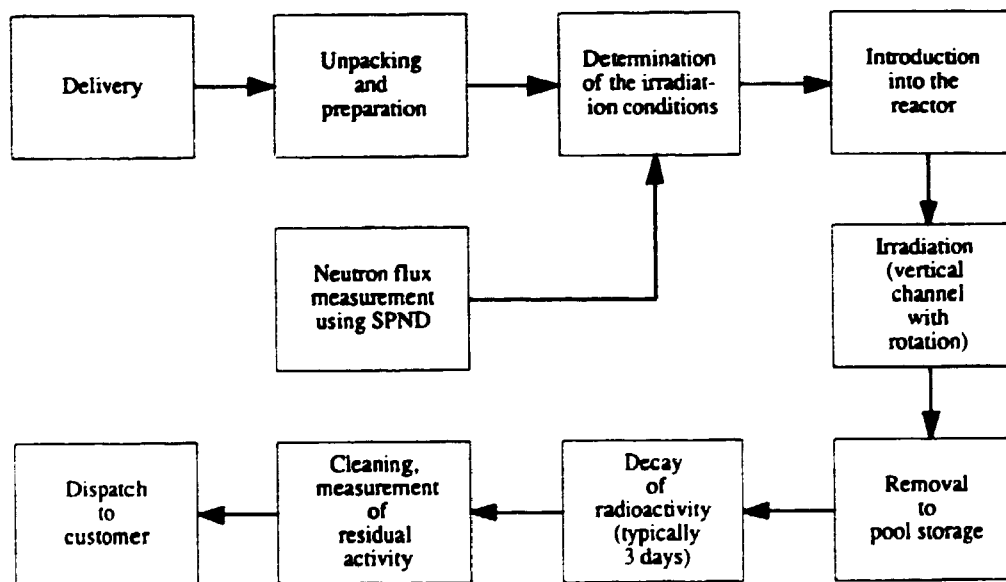 Delivery
Unpacking
and
preparation
Determination
of the irradiat-
ion conditions
Introduction
into the
reactor
Neutron flux
measurement
using SPND
Irradiation
(vertical
channel
with
rotation)
Removal
to
pool storage
Decay
of
radioactivity
(typically
3 days)
Cleaning,
measurement
of
residual
activity
Dispatch
to
customer